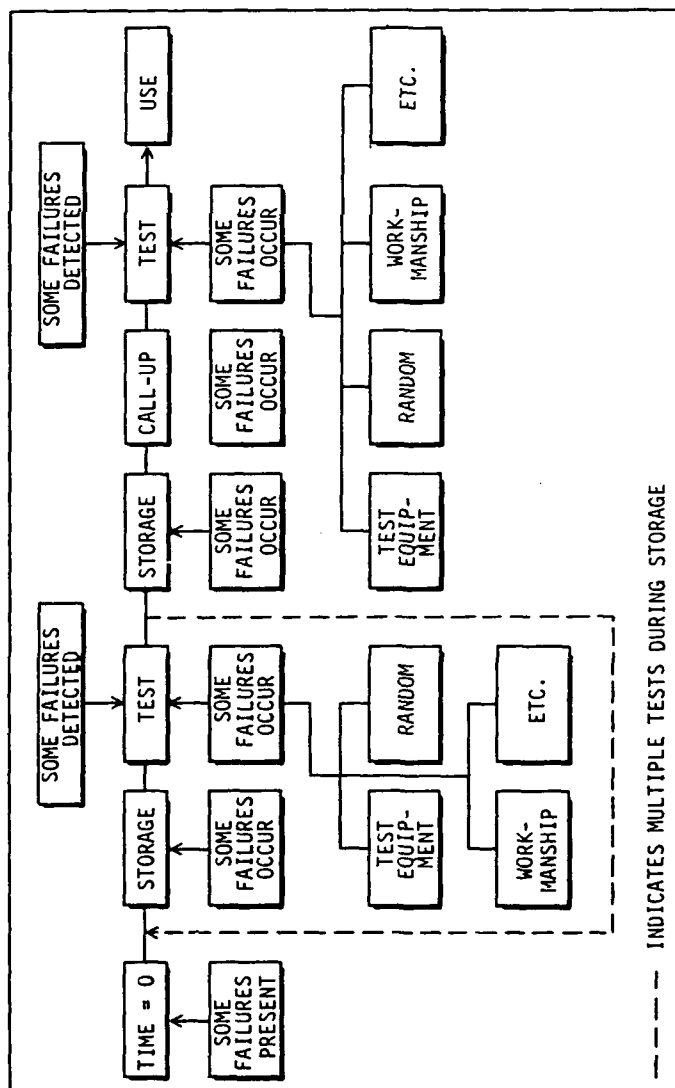 SOME FAILURES
DETECTED
SOME FAILURES
DETECTED
TIME = 0
STORAGE
TEST
STORAGE
CALL-UP
TEST
USE
SOME
FAILURES
PRESENT
SOME
FAILURES
OCCUR
SOME
FAILURES
OCCUR
SOME
FAILURES
OCCUR
SOME
FAILURES
OCCUR
SOME
FAILURES
OCCUR
TEST
EQUIP-
MENT
RANDOM
TEST
EQUIP-
MENT
RANDOM
WORK-
MANSHIP
ETC.
WORK-
MANSHIP
ETC.
— — — INDICATES MULTIPLE TESTS DURING STORAGE